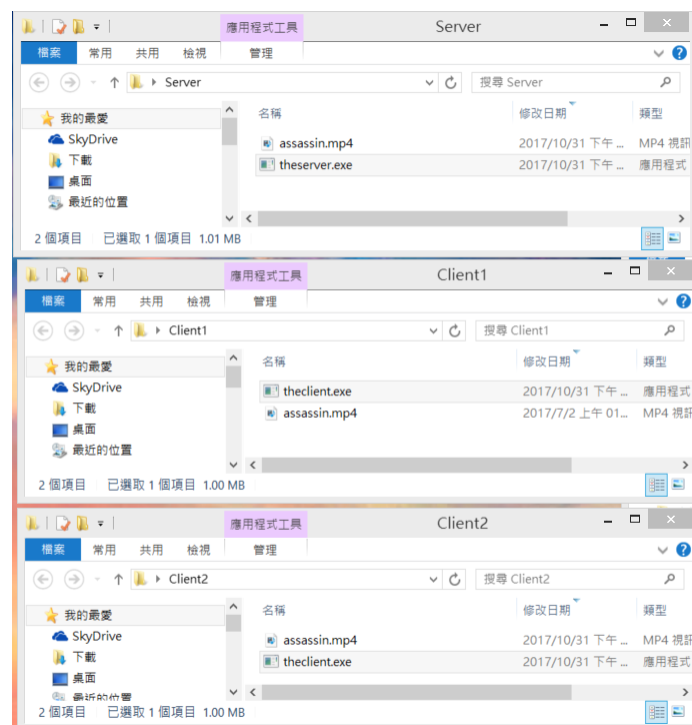 應用程式工具 Server
檔案 常用 共用 檢視 管理
Server 搜尋 Server
我的最愛 名稱 修改日期 類型
SkyDrive assassin.mp4 2017/10/31 下午 ... MP4 視訊
下載 theserver.exe 2017/10/31 下午 ... 應用程式
桌面
最近的位置
2 個項目 已選取 1 個項目 1.01 MB
應用程式工具 Client1
檔案 常用 共用 檢視 管理
Client1 搜尋 Client1
我的最愛 名稱 修改日期 類型
SkyDrive theclient.exe 2017/10/31 下午 ... 應用程式
下載 assassin.mp4 2017/7/2 上午 01... MP4 視訊
桌面
最近的位置
2 個項目 已選取 1 個項目 1.00 MB
應用程式工具 Client2
檔案 常用 共用 檢視 管理
Client2 搜尋 Client2
我的最愛 名稱 修改日期 類型
SkyDrive assassin.mp4 2017/10/31 下午 ... MP4 視訊
下載 theclient.exe 2017/10/31 下午 ... 應用程式
桌面
最近的位置
2 個項目 已選取 1 個項目 1.00 MB